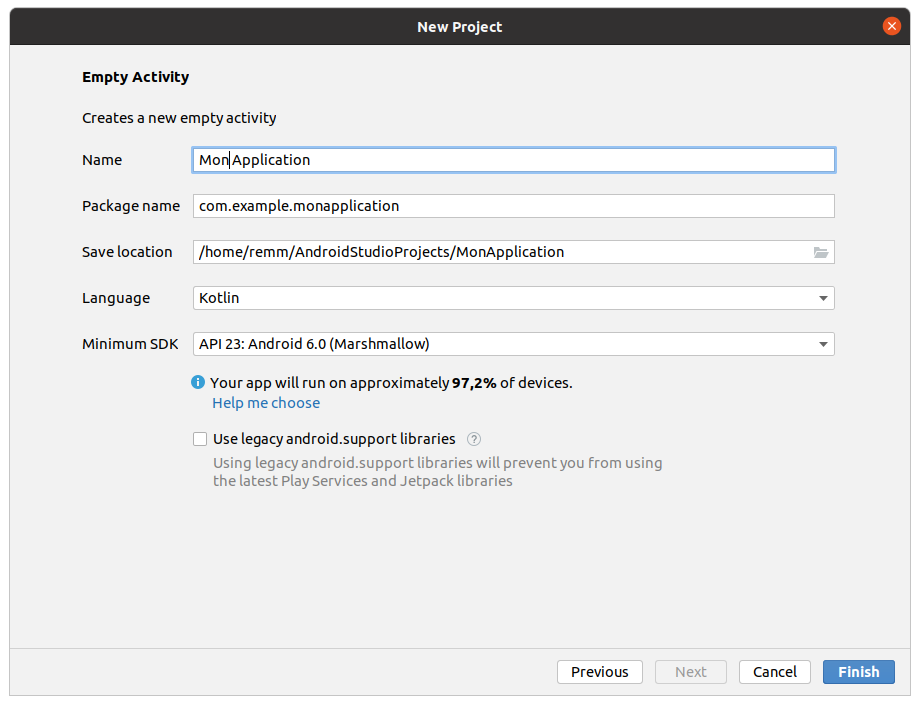 New Project
Empty Activity
Creates a new empty activity
Name MonApplication
Package name com.example.monapplication
Save location /home/remm/AndroidStudioProjects/MonApplication
Language Kotlin
Minimum SDK API 23: Android 6.0 (Marshmallow)
Your app will run on approximately 97,2% of devices.
Help me choose
Use legacy android.support libraries ?
Using legacy android.support libraries will prevent you from using
the latest Play Services and Jetpack libraries
Previous Next Cancel Finish